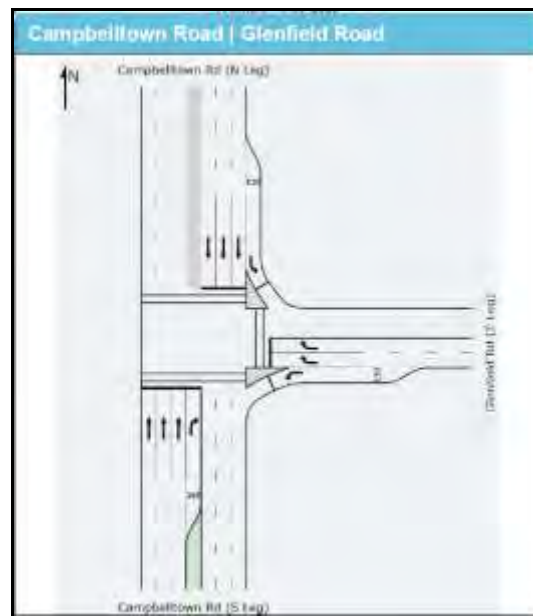 Campbelltown Road | Glenfield Road
N
Campbelltown Rd (N Leg)
Glenfield Rd (E Leg)
Campbelltown Rd (S Leg)